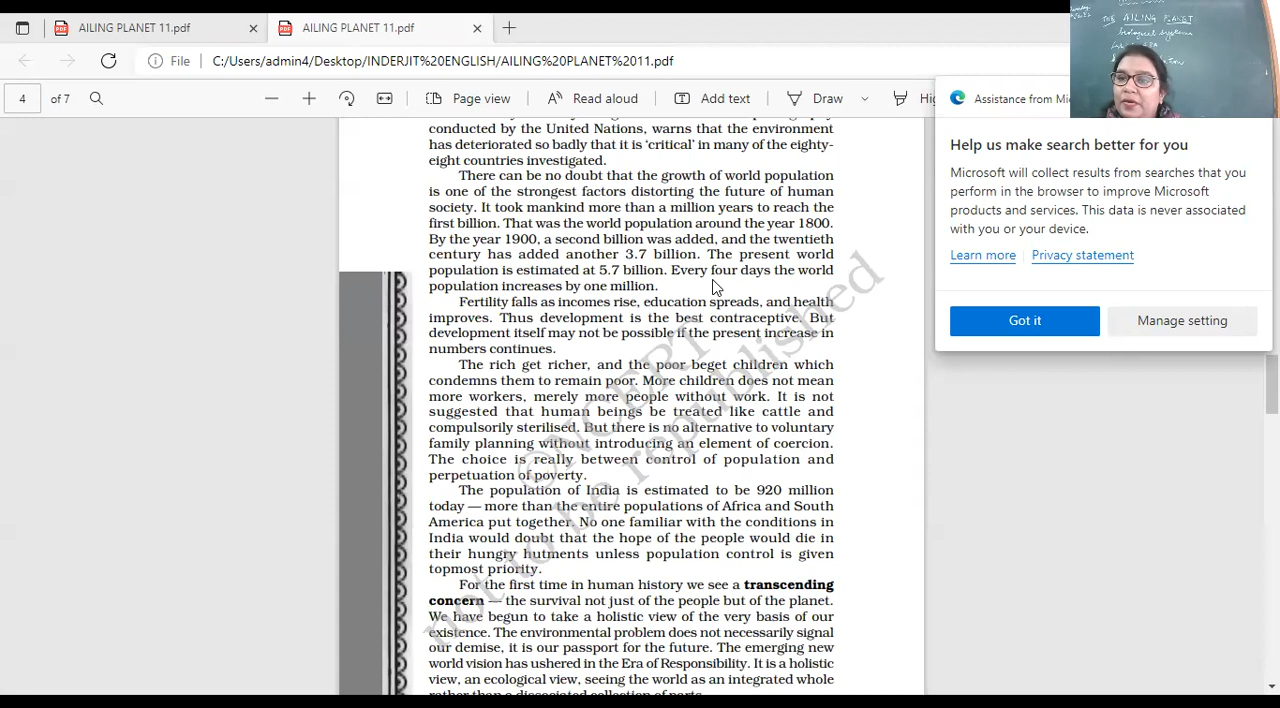 AILING PLANET 11.pdf
AILING PLANET 11.pdf
File
C:/Users/admin4/Desktop/INDERJIT%20ENGLISH/AILING%20PLANET%2011.pdf
4 of 7
Page view
Read aloud
Add text
Draw
THE AILING PLANET
biological systems
Assistance from Mi
Help us make search better for you
Microsoft will collect results from searches that you
perform in the browser to improve Microsoft
products and services. This data is never associated
with you or your device.
Learn more Privacy statement
Got it Manage setting
conducted by the United Nations, warns that the environment
has deteriorated so badly that it is ‘critical’ in many of the eighty-
eight countries investigated.
There can be no doubt that the growth of world population
is one of the strongest factors distorting the future of human
society. It took mankind more than a million years to reach the
first billion. That was the world population around the year 1800.
By the year 1900, a second billion was added, and the twentieth
century has added another 3.7 billion. The present world
population is estimated at 5.7 billion. Every four days the world
population increases by one million.
Fertility falls as incomes rise, education spreads, and health
improves. Thus development is the best contraceptive. But
development itself may not be possible if the present increase in
numbers continues.
The rich get richer, and the poor beget children which
condemns them to remain poor. More children does not mean
more workers, merely more people without work. It is not
suggested that human beings be treated like cattle and
compulsorily sterilised. But there is no alternative to voluntary
family planning without introducing an element of coercion.
The choice is really between control of population and
perpetuation of poverty.
The population of India is estimated to be 920 million
today — more than the entire populations of Africa and South
America put together. No one familiar with the conditions in
India would doubt that the hope of the people would die in
their hungry hutments unless population control is given
topmost priority.
For the first time in human history we see a transcending
concern — the survival not just of the people but of the planet.
We have begun to take a holistic view of the very basis of our
existence. The environmental problem does not necessarily signal
our demise, it is our passport for the future. The emerging new
world vision has ushered in the Era of Responsibility. It is a holistic
view, an ecological view, seeing the world as an integrated whole
rather than a dissociated collection of parts.
©NCERT
not to be republished